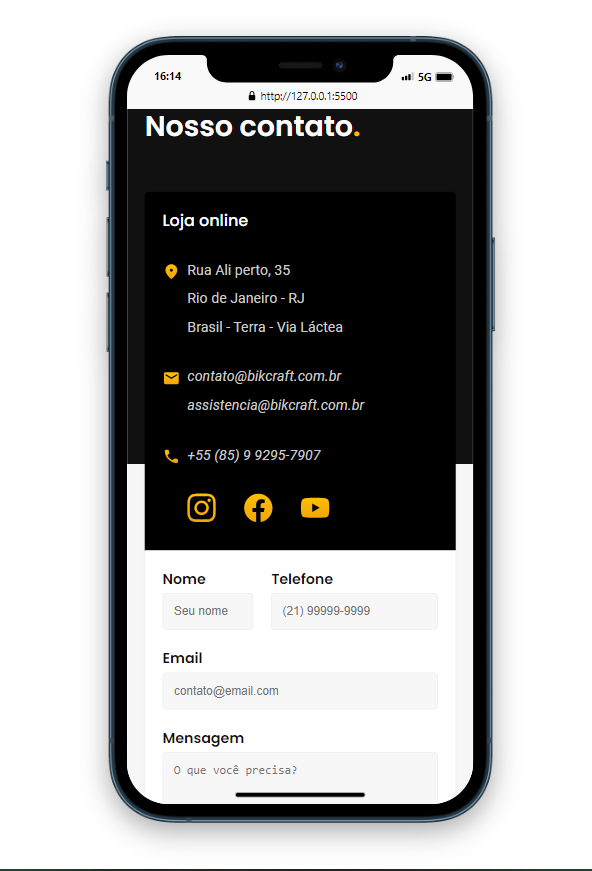 16:14
5G
http://127.0.0.1:5500
Nosso contato.
Loja online
Rua Ali perto, 35
Rio de Janeiro - RJ
Brasil - Terra - Via Láctea
contato@bikcraft.com.br
assistencia@bikcraft.com.br
+55 (85) 9 9295-7907
Nome
Telefone
Seu nome
(21) 99999-9999
Email
contato@email.com
Mensagem
O que você precisa?